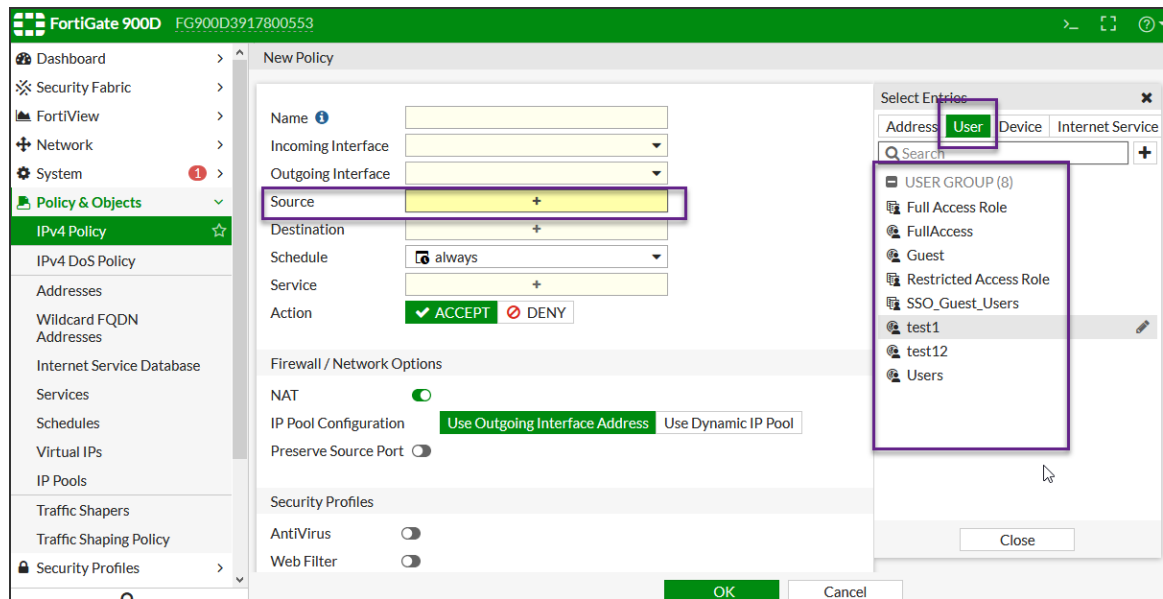 FortiGate 900D FG900D3917800553
>_
Dashboard
Security Fabric
FortiView
Network
System 1
Policy & Objects
IPv4 Policy
IPv4 DoS Policy
Addresses
Wildcard FQDN
Addresses
Internet Service Database
Services
Schedules
Virtual IPs
IP Pools
Traffic Shapers
Traffic Shaping Policy
Security Profiles
New Policy
Name
Incoming Interface
Outgoing Interface
Source +
Destination +
Schedule always
Service +
Action ACCEPT DENY
Firewall / Network Options
NAT
IP Pool Configuration Use Outgoing Interface Address Use Dynamic IP Pool
Preserve Source Port
Security Profiles
AntiVirus
Web Filter
OK Cancel
Select Entries
Address User Device Internet Service
Search +
USER GROUP (8)
Full Access Role
FullAccess
Guest
Restricted Access Role
SSO_Guest_Users
test1
test12
Users
Close